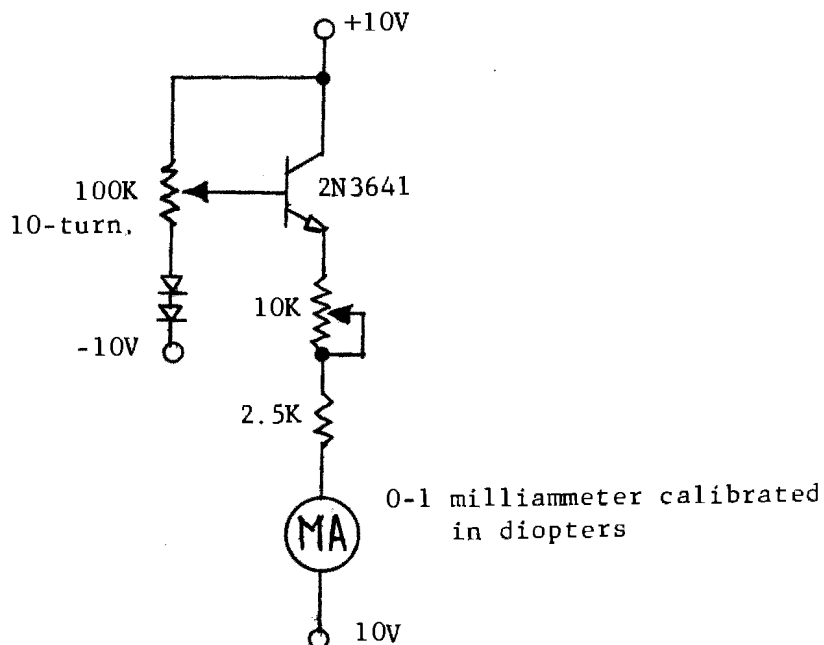 +10V
100K
10-turn.
2N3641
10K
-10V
2.5K
0-1 milliammeter calibrated
in diopters
MA
10V